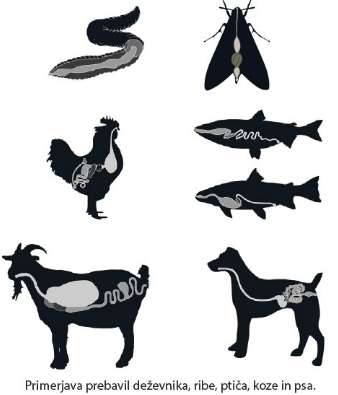 Primerjava prebavil deževnika, ribe, ptiča, koze in psa.